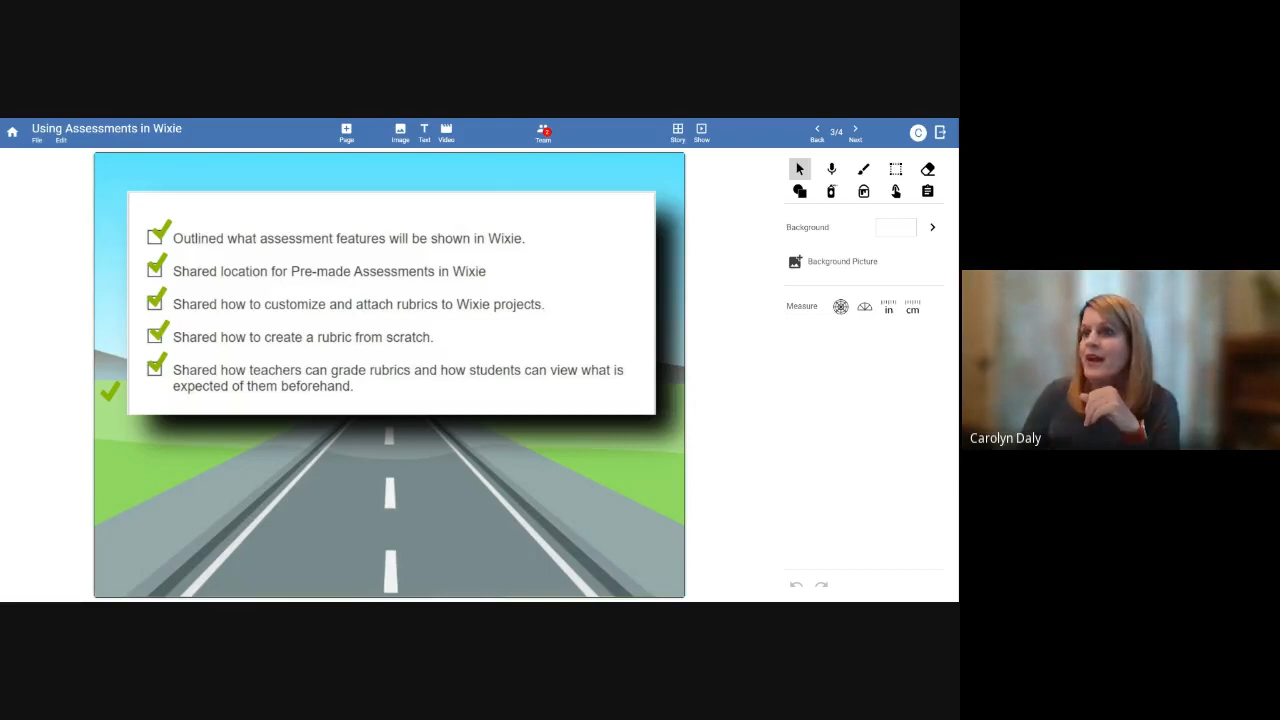 Using Assessments in Wixie
File
Edit
Page
Image
Text
Video
2
Team
Story
Show
Back
3/4
Next
C
Outlined what assessment features will be shown in Wixie.
Shared location for Pre-made Assessments in Wixie
Shared how to customize and attach rubrics to Wixie projects.
Shared how to create a rubric from scratch.
Shared how teachers can grade rubrics and how students can view what is
expected of them beforehand.
Background
Background Picture
Measure
in
cm
Carolyn Daly